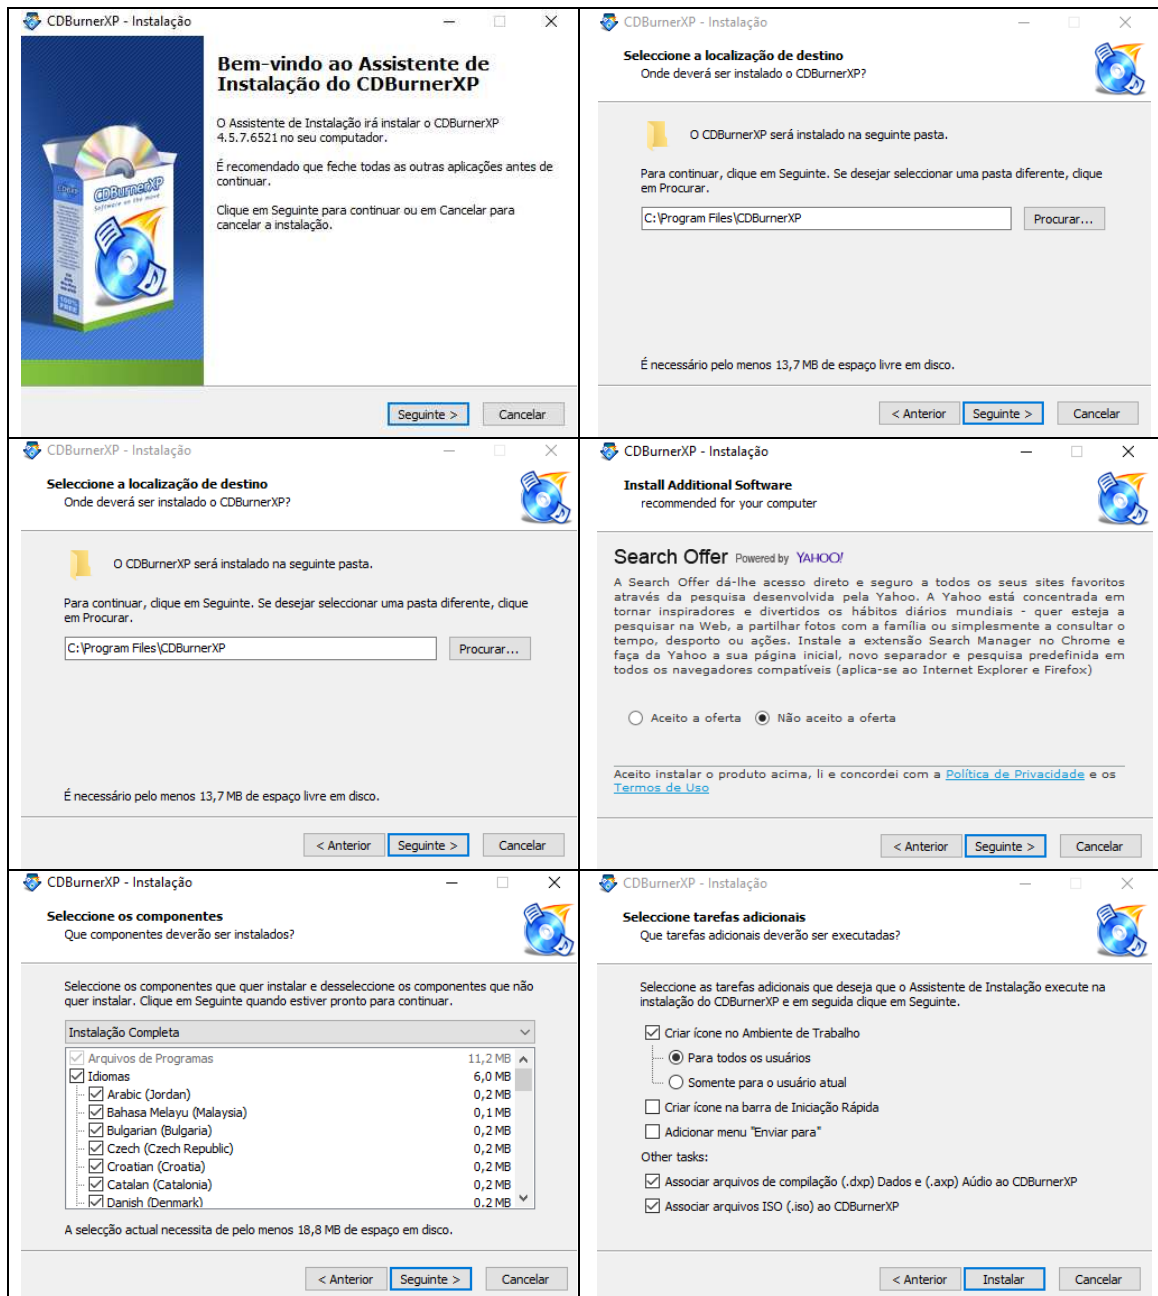 CDBurnerXP - Instalação
Bem-vindo ao Assistente de
Instalação do CDBurnerXP
O Assistente de Instalação irá instalar o CDBurnerXP
4.5.7.6521 no seu computador.
É recomendado que feche todas as outras aplicações antes de
continuar.
Clique em Seguinte para continuar ou em Cancelar para
cancelar a instalação.
CDBurnerXP
Software on the move
100%
FREE
Seguinte >
Cancelar
CDBurnerXP - Instalação
Seleccione a localização de destino
Onde deverá ser instalado o CDBurnerXP?
O CDBurnerXP será instalado na seguinte pasta.
Para continuar, clique em Seguinte. Se desejar seleccionar uma pasta diferente, clique
em Procurar.
C:\Program Files\CDBurnerXP
Procurar...
É necessário pelo menos 13,7 MB de espaço livre em disco.
< Anterior
Seguinte >
Cancelar
CDBurnerXP - Instalação
Seleccione a localização de destino
Onde deverá ser instalado o CDBurnerXP?
O CDBurnerXP será instalado na seguinte pasta.
Para continuar, clique em Seguinte. Se desejar seleccionar uma pasta diferente, clique
em Procurar.
C:\Program Files\CDBurnerXP
Procurar...
É necessário pelo menos 13,7 MB de espaço livre em disco.
< Anterior
Seguinte >
Cancelar
CDBurnerXP - Instalação
Install Additional Software
recommended for your computer
Search Offer Powered by YAHOO!
A Search Offer dá-lhe acesso direto e seguro a todos os seus sites favoritos
através da pesquisa desenvolvida pela Yahoo. A Yahoo está concentrada em
tornar inspiradores e divertidos os hábitos diários mundiais - quer esteja a
pesquisar na Web, a partilhar fotos com a família ou simplesmente a consultar o
tempo, desporto ou ações. Instale a extensão Search Manager no Chrome e
faça da Yahoo a sua página inicial, novo separador e pesquisa predefinida em
todos os navegadores compatíveis (aplica-se ao Internet Explorer e Firefox)
Aceito a oferta
Não aceito a oferta
Aceito instalar o produto acima, li e concordei com a Política de Privacidade e os
Termos de Uso
< Anterior
Seguinte >
Cancelar
CDBurnerXP - Instalação
Seleccione os componentes
Que componentes deverão ser instalados?
Seleccione os componentes que quer instalar e desseleccione os componentes que não
quer instalar. Clique em Seguinte quando estiver pronto para continuar.
Instalação Completa
Arquivos de Programas 11,2 MB
Idiomas 6,0 MB
Arabic (Jordan) 0,2 MB
Bahasa Melayu (Malaysia) 0,1 MB
Bulgarian (Bulgaria) 0,2 MB
Czech (Czech Republic) 0,2 MB
Croatian (Croatia) 0,2 MB
Catalan (Catalonia) 0,2 MB
Danish (Denmark) 0,2 MB
A selecção actual necessita de pelo menos 18,8 MB de espaço em disco.
< Anterior
Seguinte >
Cancelar
CDBurnerXP - Instalação
Seleccione tarefas adicionais
Que tarefas adicionais deverão ser executadas?
Seleccione as tarefas adicionais que deseja que o Assistente de Instalação execute na
instalação do CDBurnerXP e em seguida clique em Seguinte.
Criar ícone no Ambiente de Trabalho
Para todos os usuários
Somente para o usuário atual
Criar ícone na barra de Iniciação Rápida
Adicionar menu "Enviar para"
Other tasks:
Associar arquivos de compilação (.dxp) Dados e (.axp) Aúdio ao CDBurnerXP
Associar arquivos ISO (.iso) ao CDBurnerXP
< Anterior
Instalar
Cancelar